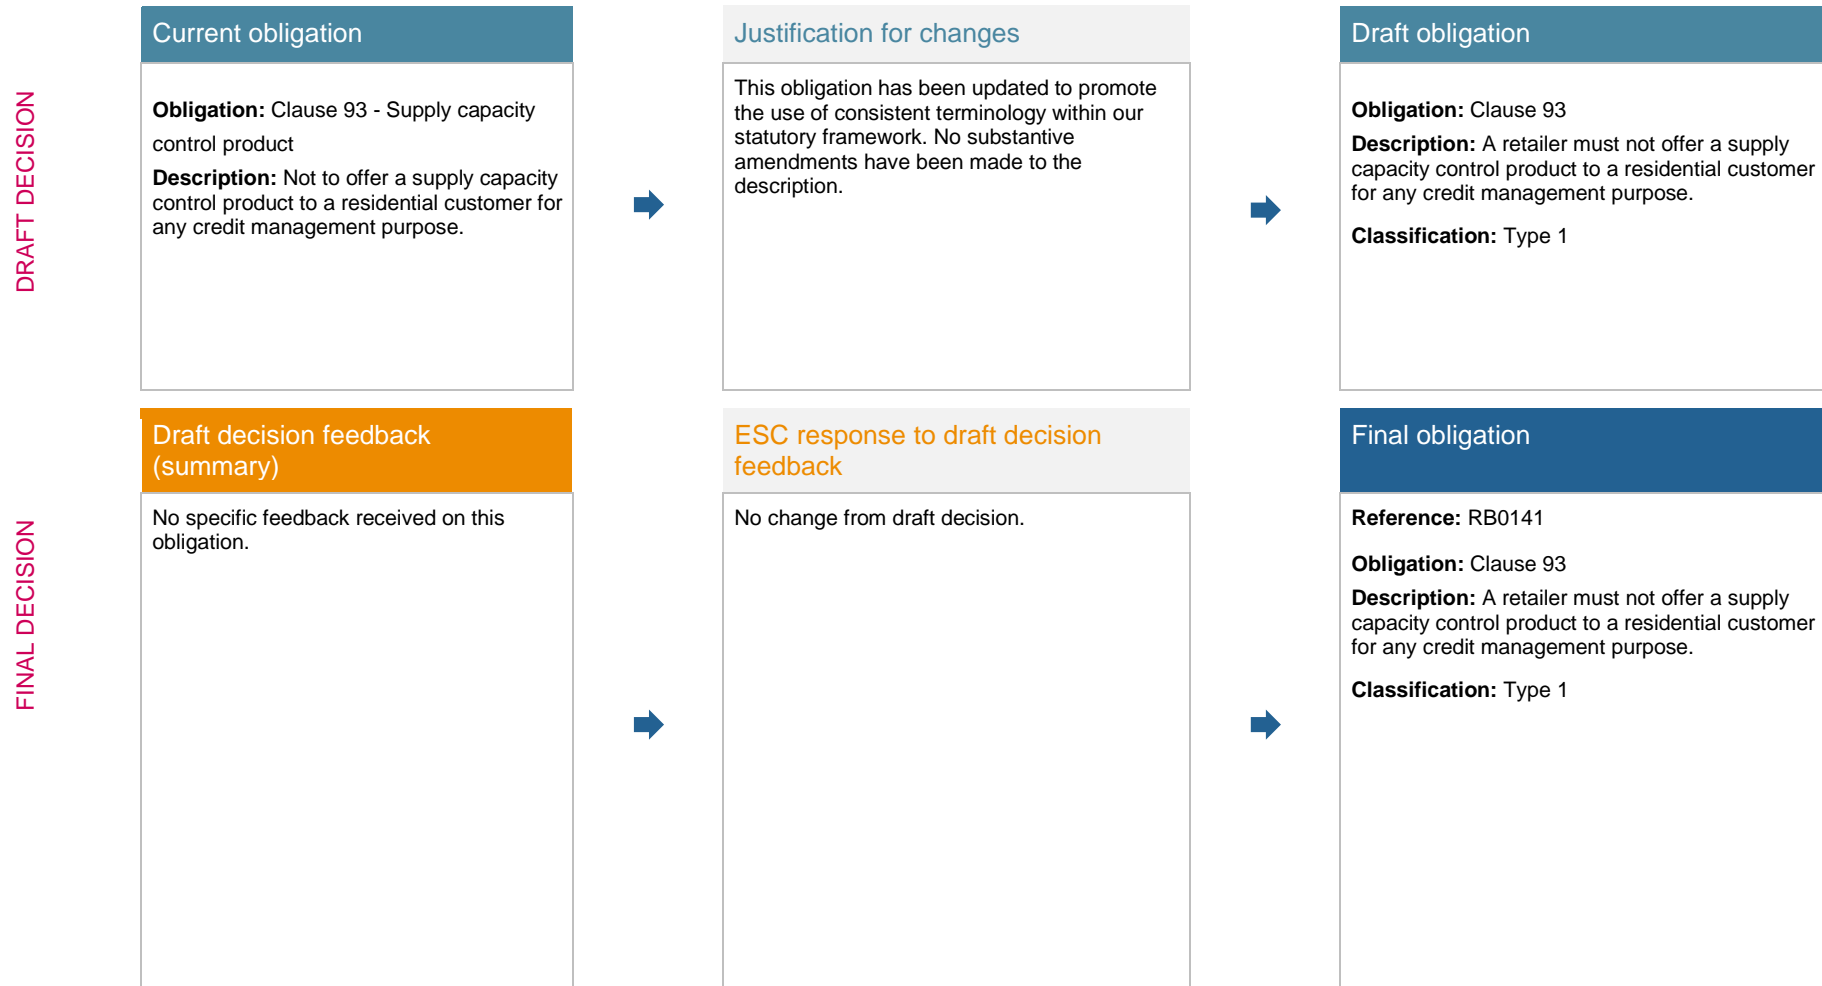 DRAFT DECISION
Current obligation
Obligation: Clause 93 - Supply capacity
control product
Description: Not to offer a supply capacity
control product to a residential customer for
any credit management purpose.
Justification for changes
This obligation has been updated to promote
the use of consistent terminology within our
statutory framework. No substantive
amendments have been made to the
description.
Draft obligation
Obligation: Clause 93
Description: A retailer must not offer a supply
capacity control product to a residential customer
for any credit management purpose.
Classification: Type 1
FINAL DECISION
Draft decision feedback
(summary)
No specific feedback received on this
obligation.
ESC response to draft decision
feedback
No change from draft decision.
Final obligation
Reference: RB0141
Obligation: Clause 93
Description: A retailer must not offer a supply
capacity control product to a residential customer
for any credit management purpose.
Classification: Type 1